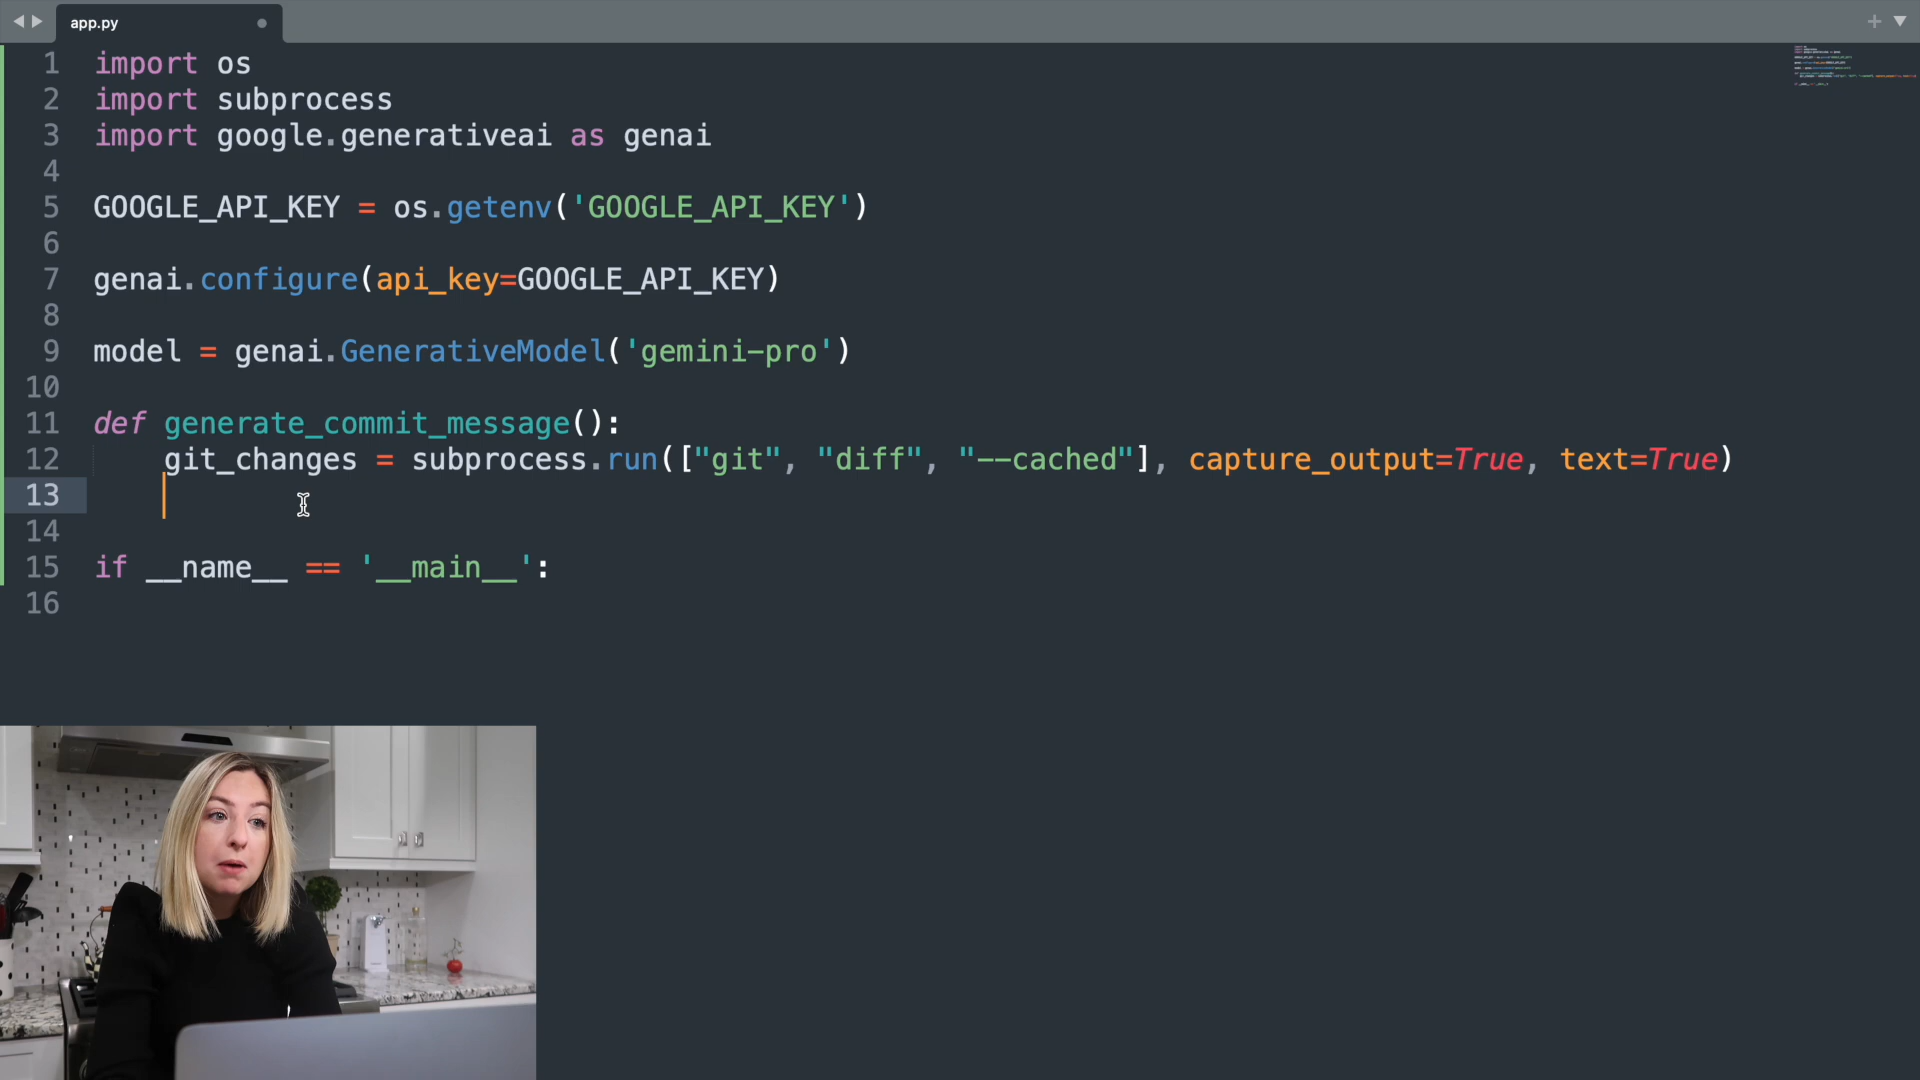 app.py
1 import os
2 import subprocess
3 import google.generativeai as genai
4
5 GOOGLE_API_KEY = os.getenv('GOOGLE_API_KEY')
6
7 genai.configure(api_key=GOOGLE_API_KEY)
8
9 model = genai.GenerativeModel('gemini-pro')
10
11 def generate_commit_message():
12     git_changes = subprocess.run(["git", "diff", "--cached"], capture_output=True, text=True)
13
14
15 if __name__ == '__main__':
16